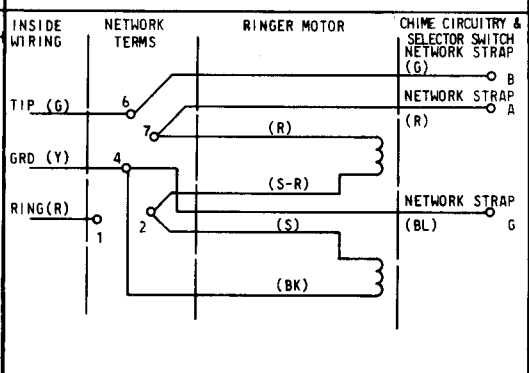 INSIDE WIRING
NETWORK TERMS
RINGER MOTOR
CHIME CIRCUITRY & SELECTOR SWITCH
NETWORK STRAP
(G)
B
TIP (G)
6
NETWORK STRAP
A
(R)
7
(R)
GRD (Y)
4
(S-R)
RING(R)
1
2
(S)
NETWORK STRAP
(BL)
G
(BK)